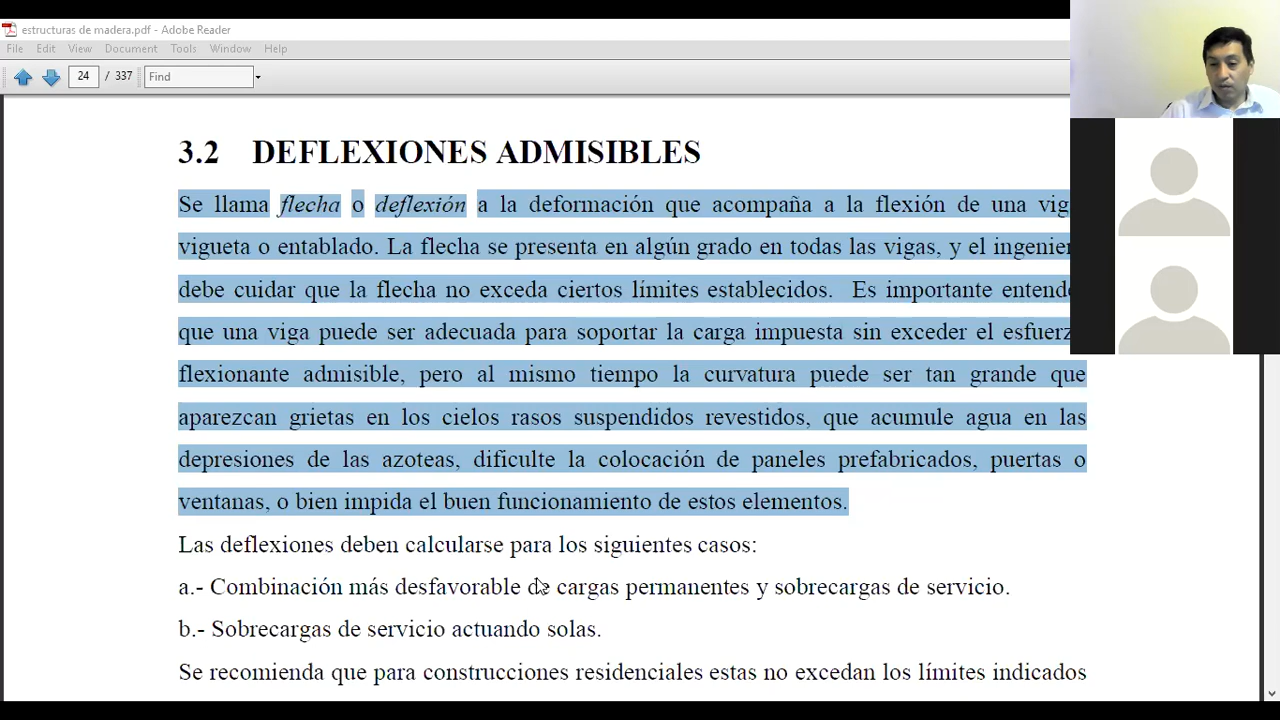 estructuras de madera.pdf - Adobe Reader
File Edit View Document Tools Window Help
24 / 337 Find
3.2 DEFLEXIONES ADMISIBLES
Se llama flecha o deflexión a la deformación que acompaña a la flexión de una vig
vigueta o entablado. La flecha se presenta en algún grado en todas las vigas, y el ingenier
debe cuidar que la flecha no exceda ciertos límites establecidos. Es importante entende
que una viga puede ser adecuada para soportar la carga impuesta sin exceder el esfuerz
flexionante admisible, pero al mismo tiempo la curvatura puede ser tan grande que
aparezcan grietas en los cielos rasos suspendidos revestidos, que acumule agua en las
depresiones de las azoteas, dificulte la colocación de paneles prefabricados, puertas o
ventanas, o bien impida el buen funcionamiento de estos elementos.
Las deflexiones deben calcularse para los siguientes casos:
a.- Combinación más desfavorable de cargas permanentes y sobrecargas de servicio.
b.- Sobrecargas de servicio actuando solas.
Se recomienda que para construcciones residenciales estas no excedan los límites indicados